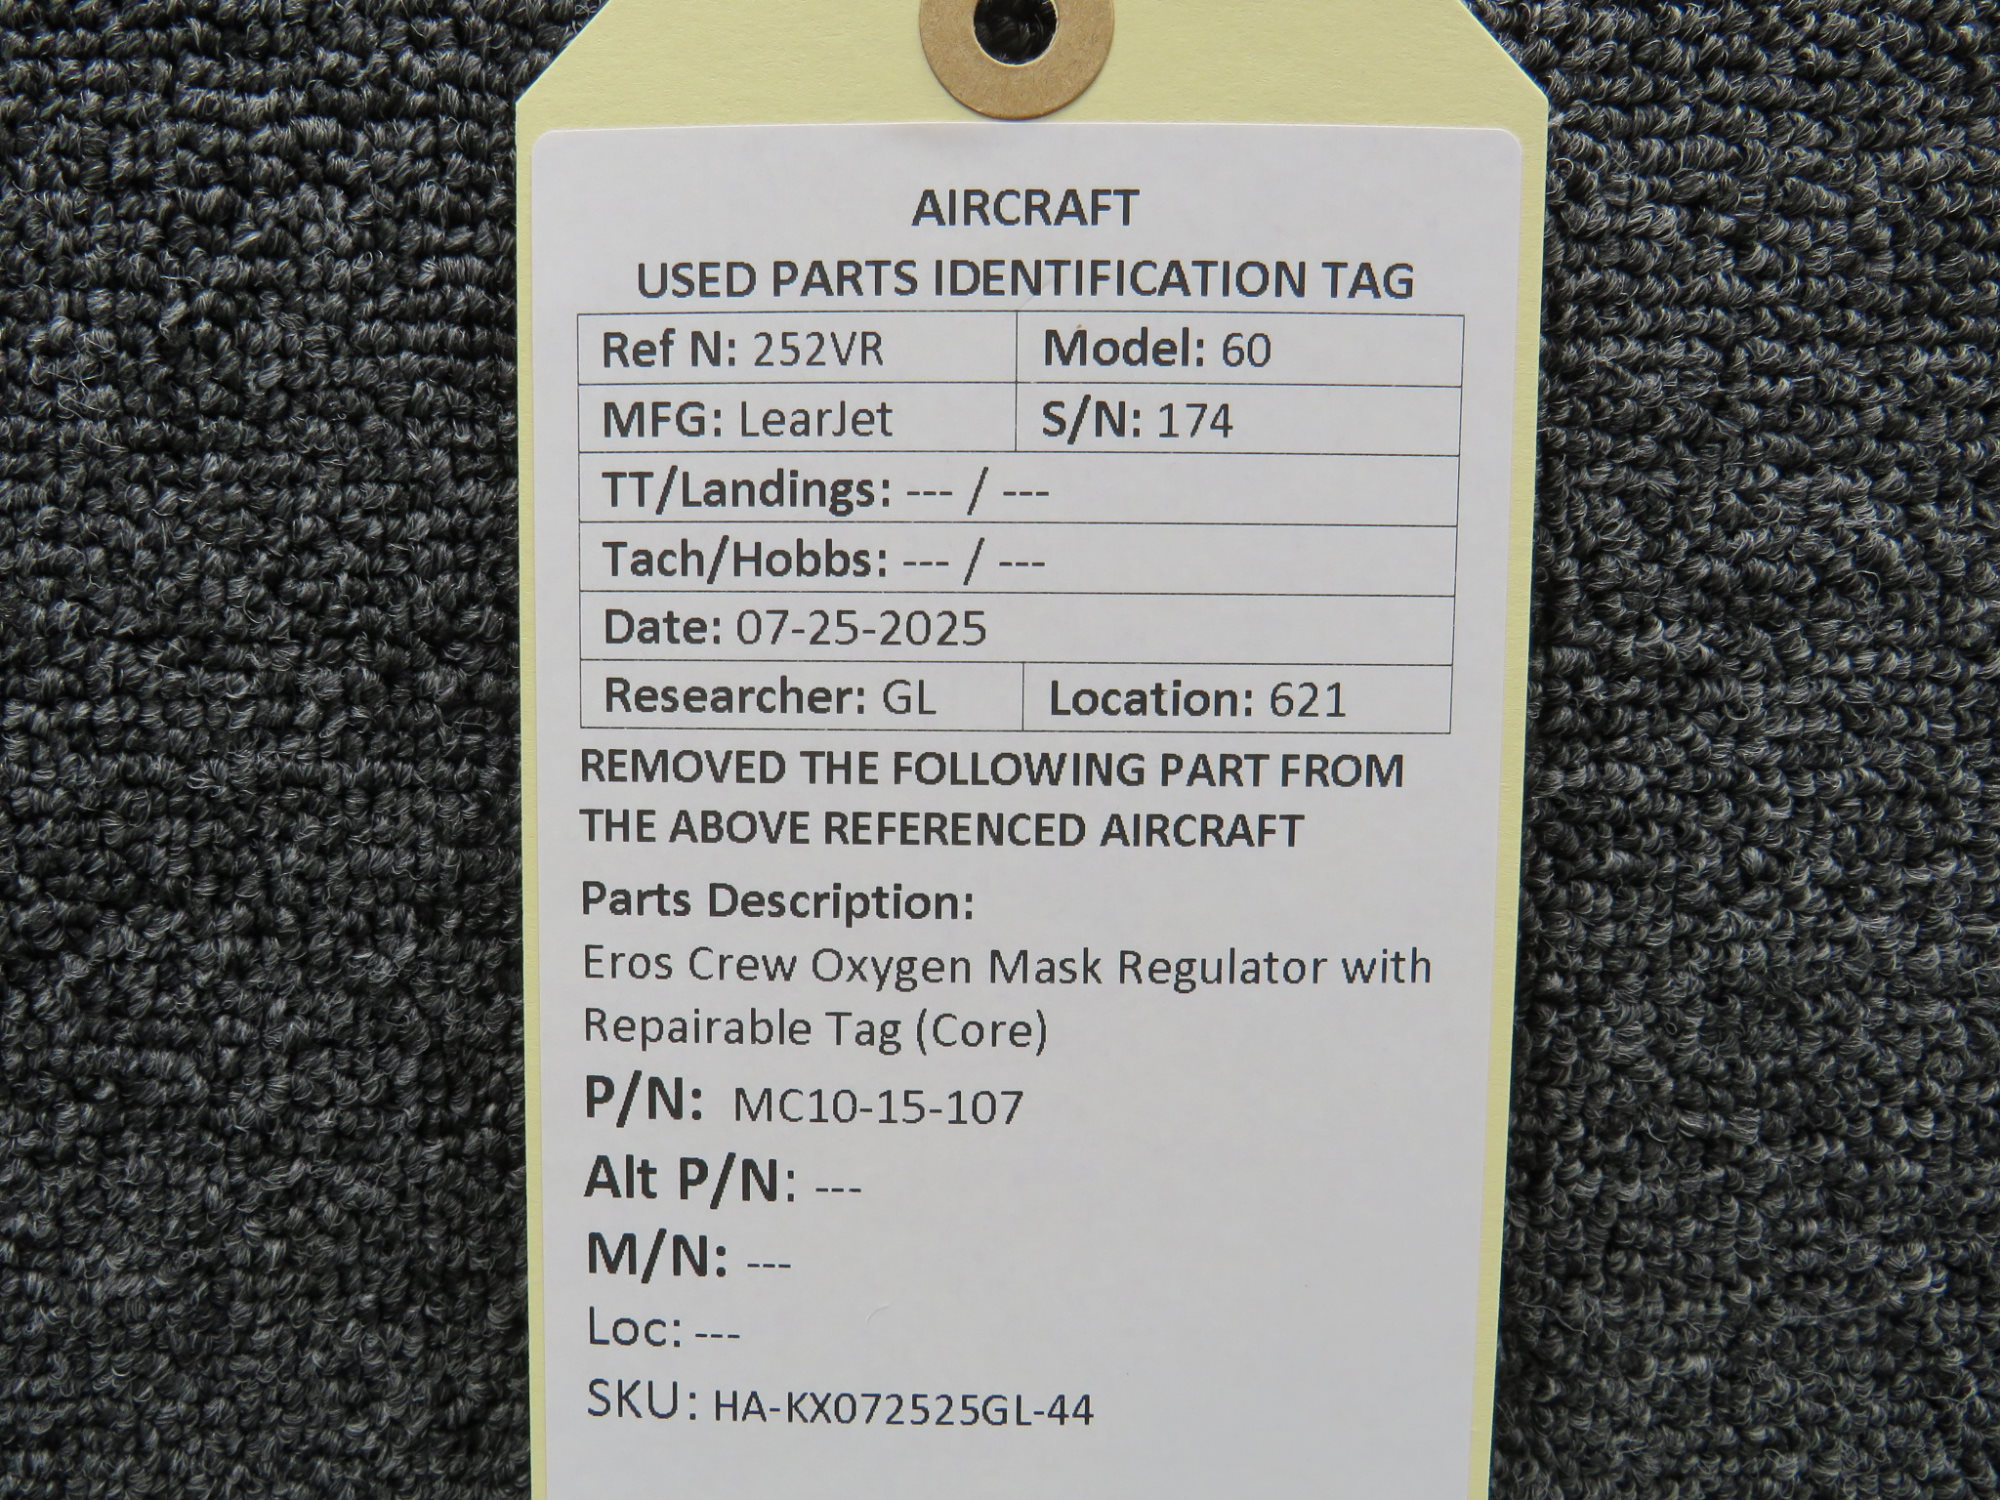 AIRCRAFT
USED PARTS IDENTIFICATION TAG
Ref N: 252VR Model: 60
MFG: LearJet S/N: 174
TT/Landings: --- / ---
Tach/Hobbs: --- / ---
Date: 07-25-2025
Researcher: GL Location: 621
REMOVED THE FOLLOWING PART FROM
THE ABOVE REFERENCED AIRCRAFT
Parts Description:
Eros Crew Oxygen Mask Regulator with
Repairable Tag (Core)
P/N: MC10-15-107
Alt P/N: ---
M/N: ---
Loc: ---
SKU: HA-KX072525GL-44